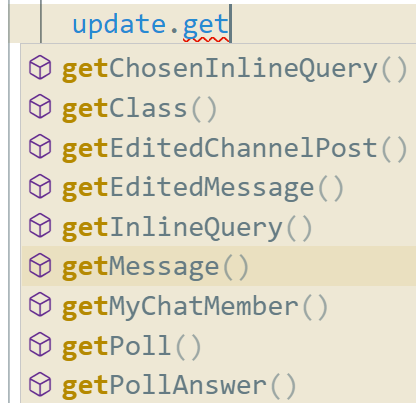 update.get
getChosenInlineQuery()
getClass()
getEditedChannelPost()
getEditedMessage()
getInlineQuery()
getMessage()
getMyChatMember()
getPoll()
getPollAnswer()